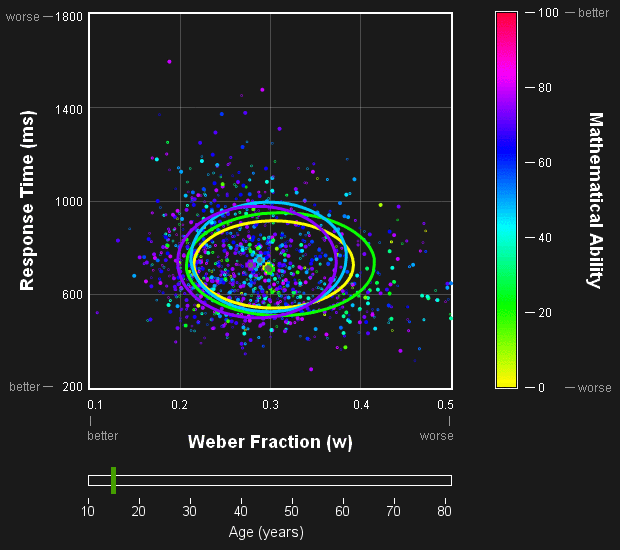 worse
1800
1400
1000
600
better
200
Response Time (ms)
0.1
0.2
0.3
0.4
0.5
better
worse
Weber Fraction (w)
10
20
30
40
50
60
70
80
Age (years)
100
better
80
60
40
20
0
worse
Mathematical Ability